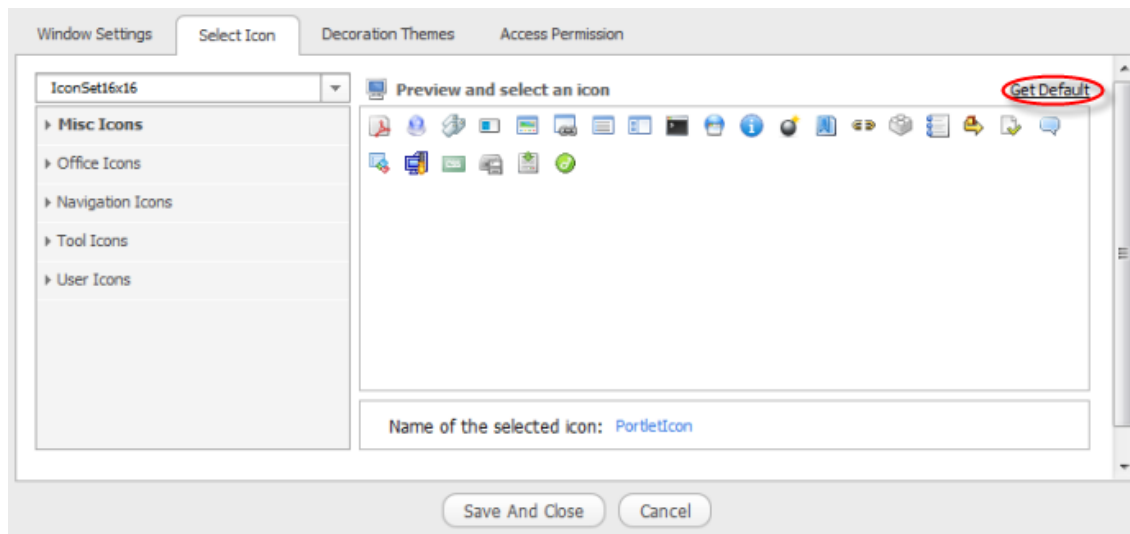 Window Settings Select Icon Decoration Themes Access Permission
IconSet16x16
Preview and select an icon Get Default
Misc Icons
Office Icons
Navigation Icons
Tool Icons
User Icons
Name of the selected icon: PortletIcon
Save And Close Cancel